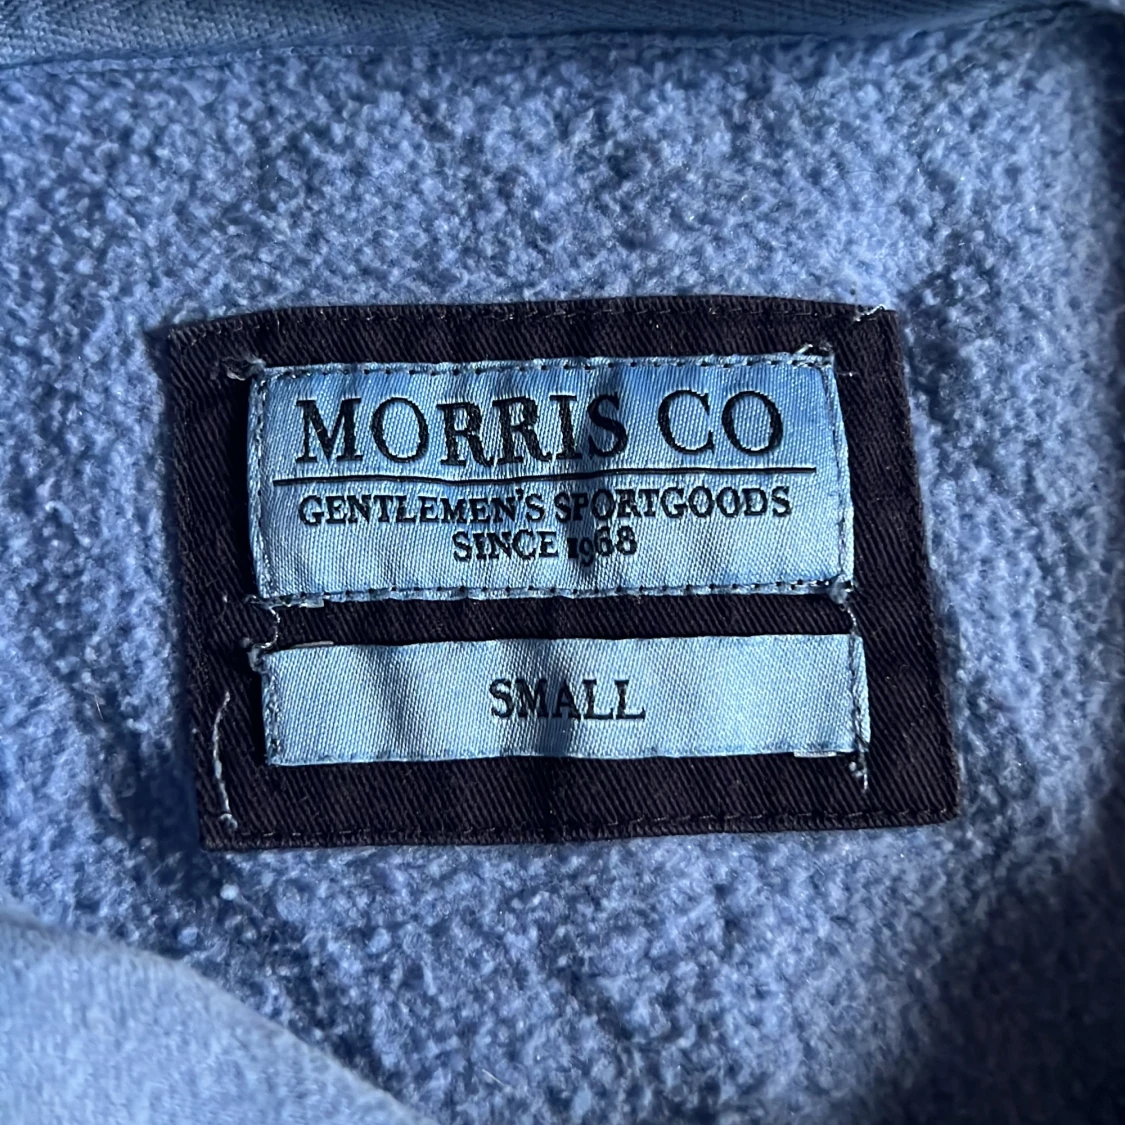 MORRIS CO
GENTLEMEN'S SPORTGOODS
SINCE 1968
SMALL